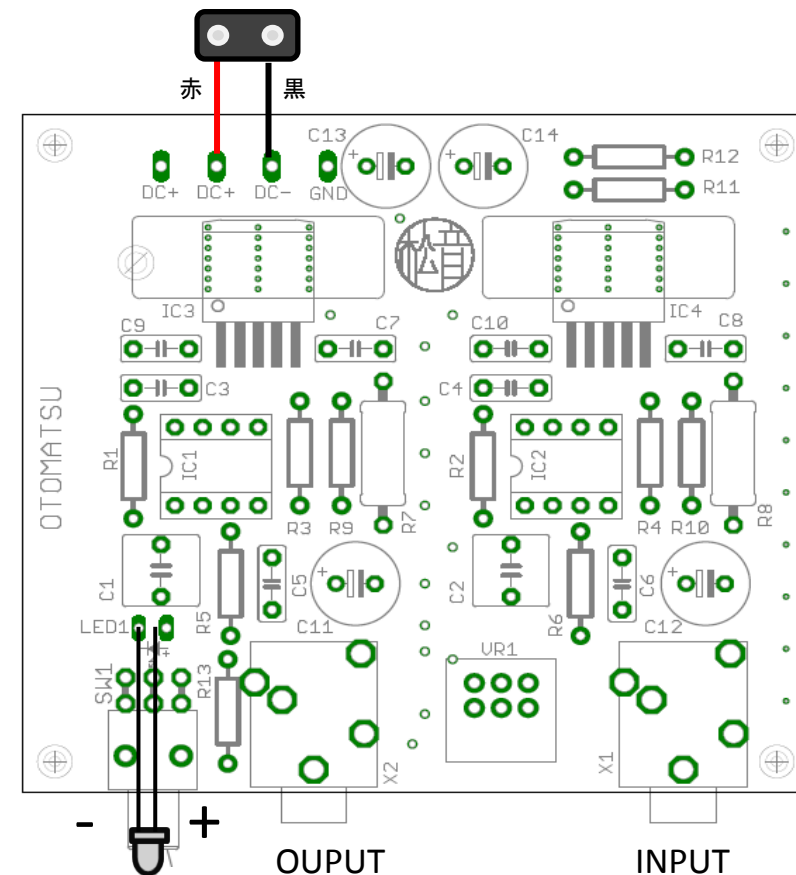 赤 黒
C13 C14
R12
DC+ DC+ DC- GND
R11
松音
IC3 IC4
C9 C7 C10 C8
C3 C4
OTOMATSU
R1 IC1 R2 IC2
R3 R9 R7 R4 R10 R8
C1 R5 C5 C2 R6 C6
+ + + +
LED1 C11 VR1 C12
+
SW1 R13
X2 X1
- +
OUPUT INPUT